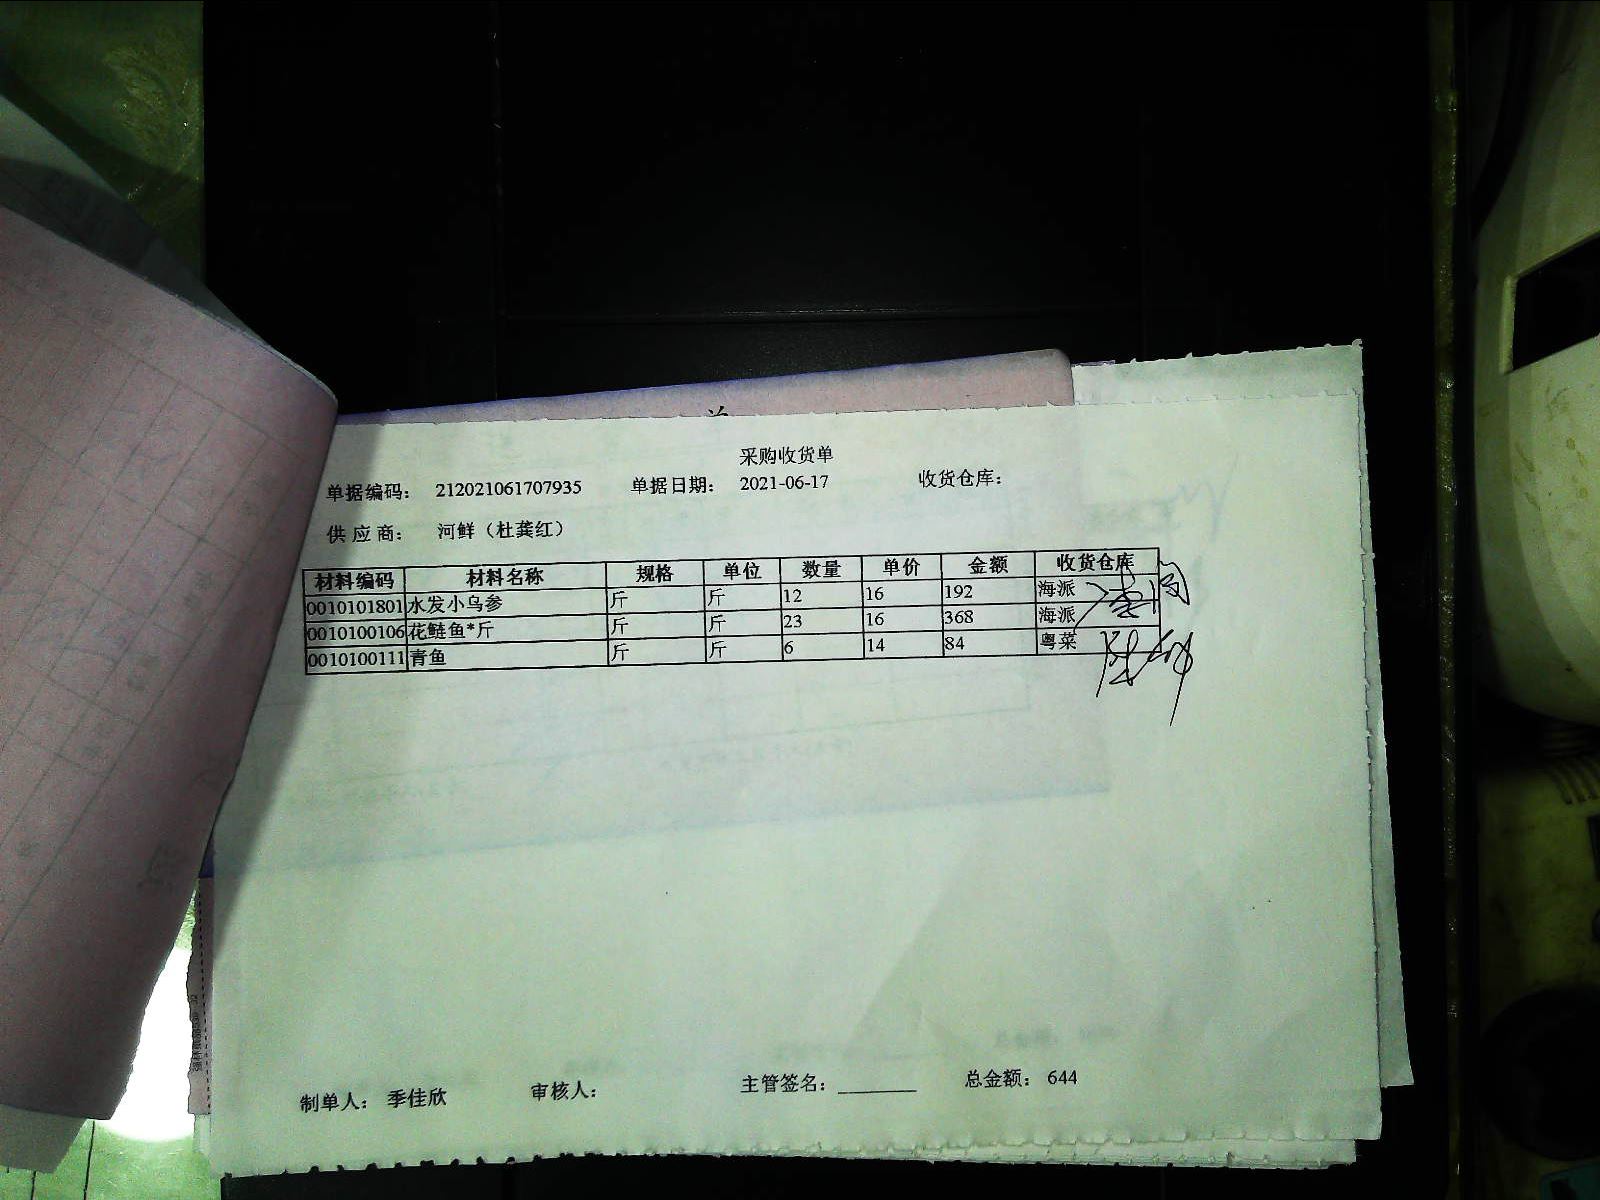 采购收货单
单据编码： 212021061707935 单据日期： 2021-06-17 收货仓库：
供 应 商： 河鲜（杜龚红）
材料编码 材料名称 规格 单位 数量 单价 金额 收货仓库
0010101801 水发小乌参 斤 斤 12 16 192 海派
0010100106 花鲢鱼*斤 斤 斤 23 16 368 海派
0010100111 青鱼 斤 斤 6 14 84 粤菜
制单人： 季佳欣 审核人： 主管签名： 总金额： 644